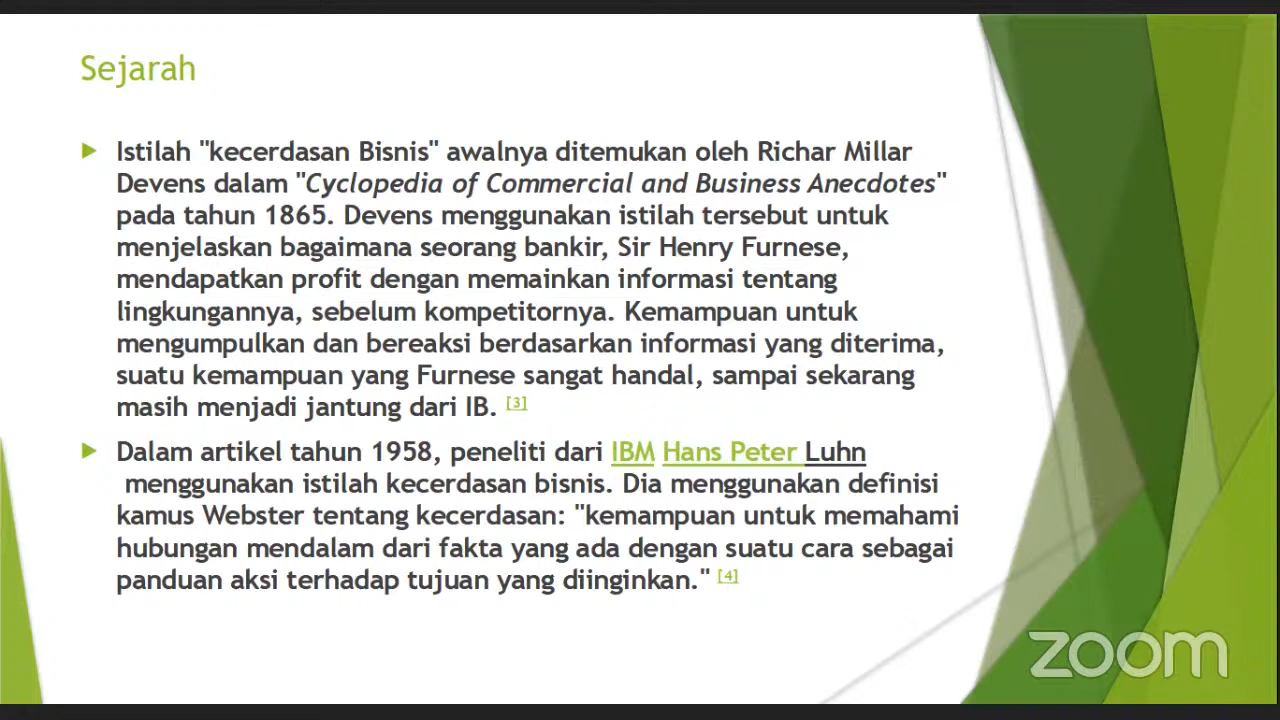 Sejarah
Istilah "kecerdasan Bisnis" awalnya ditemukan oleh Richar Millar
Devens dalam "Cyclopedia of Commercial and Business Anecdotes"
pada tahun 1865. Devens menggunakan istilah tersebut untuk
menjelaskan bagaimana seorang bankir, Sir Henry Furnese,
mendapatkan profit dengan memainkan informasi tentang
lingkungannya, sebelum kompetitornya. Kemampuan untuk
mengumpulkan dan bereaksi berdasarkan informasi yang diterima,
suatu kemampuan yang Furnese sangat handal, sampai sekarang
masih menjadi jantung dari IB. [3]
Dalam artikel tahun 1958, peneliti dari IBM Hans Peter Luhn
menggunakan istilah kecerdasan bisnis. Dia menggunakan definisi
kamus Webster tentang kecerdasan: "kemampuan untuk memahami
hubungan mendalam dari fakta yang ada dengan suatu cara sebagai
panduan aksi terhadap tujuan yang diinginkan." [4]
zoom